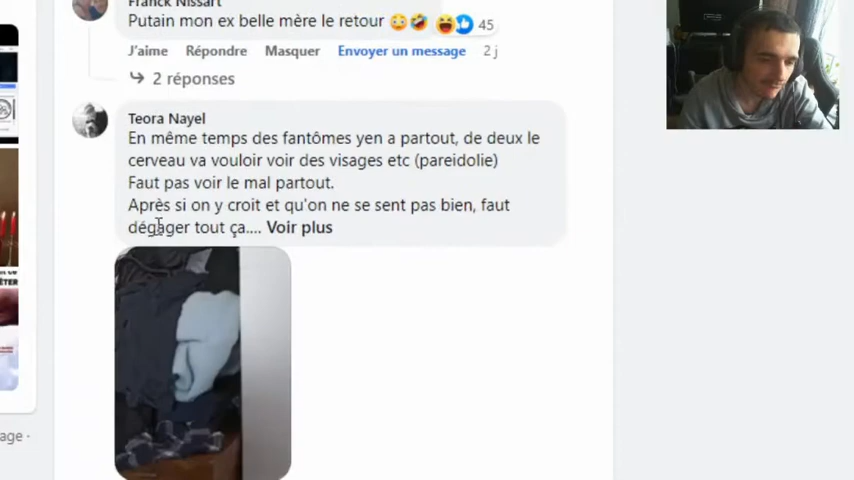 Franck Nissart
Putain mon ex belle mère le retour 😳🤣 45
J'aime Répondre Masquer Envoyer un message 2 j
2 réponses
Teora Nayel
En même temps des fantômes yen a partout, de deux le
cerveau va vouloir voir des visages etc (pareidolie)
Faut pas voir le mal partout.
Après si on y croit et qu'on ne se sent pas bien, faut
dégager tout ça.... Voir plus
age ·